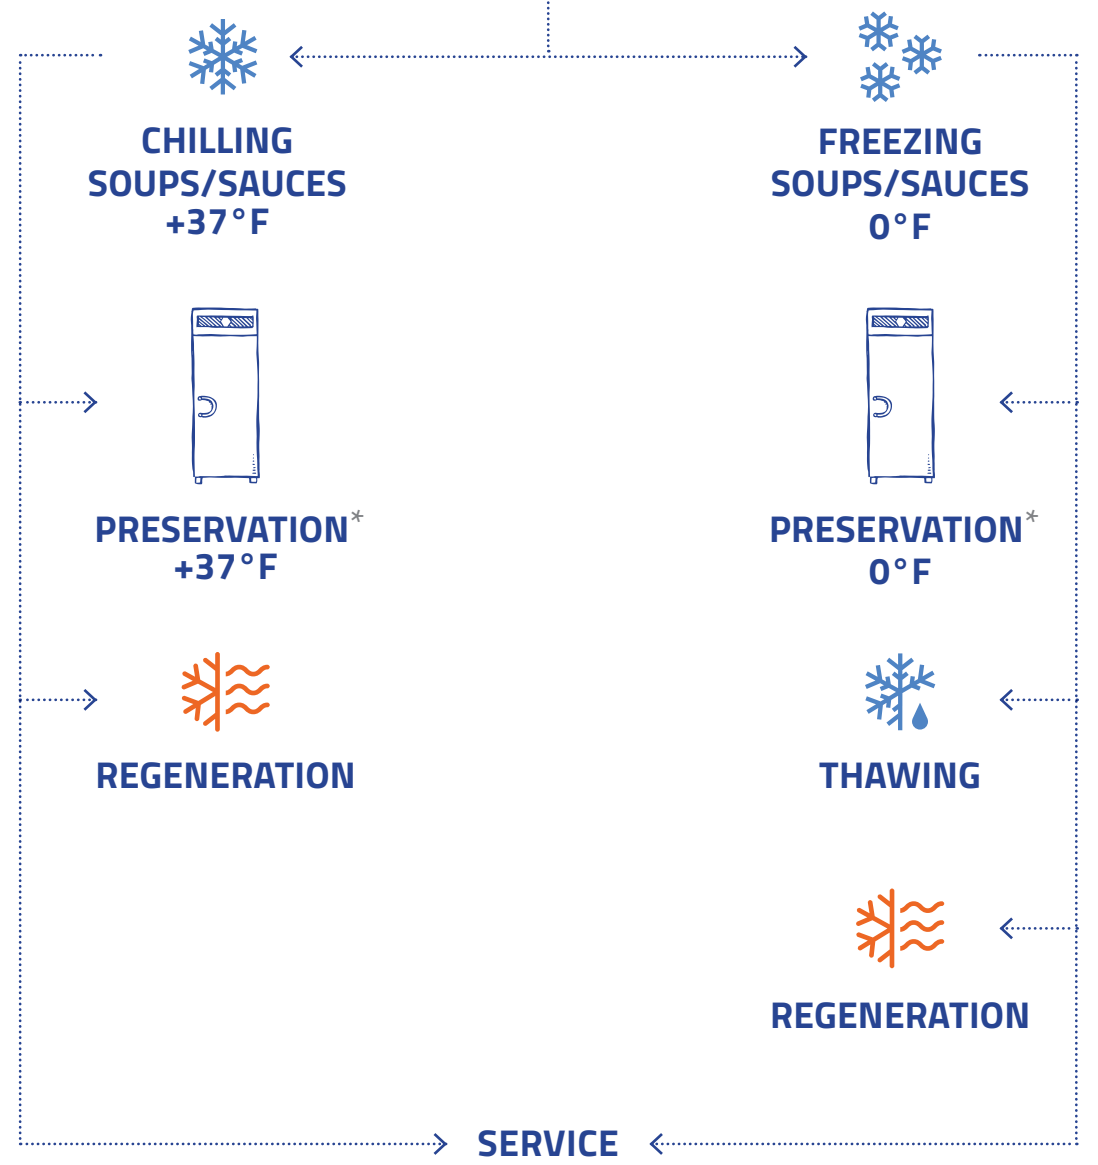 CHILLING
SOUPS/SAUCES
+37°F
FREEZING
SOUPS/SAUCES
0°F
PRESERVATION*
+37°F
PRESERVATION*
0°F
REGENERATION
THAWING
REGENERATION
SERVICE